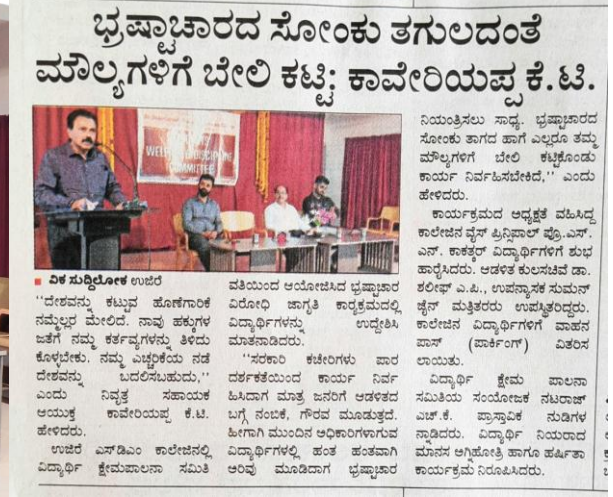 ಭ್ರಷ್ಟಾಚಾರದ ಸೋಂಕು ತಗುಲದಂತೆ
ಮೌಲ್ಯಗಳಿಗೆ ಬೇಲಿ ಕಟ್ಟಿ: ಕಾವೇರಿಯಪ್ಪ ಕೆ.ಟಿ.
WELFARE DISCIPLINE
COMMITTEE
■ ವಿಕ ಸುದ್ದಿಲೋಕ ಉಜಿರೆ
‘‘ದೇಶವನ್ನು ಕಟ್ಟುವ ಹೊಣೆಗಾರಿಕೆ
ನಮ್ಮೆಲ್ಲರ ಮೇಲಿದೆ. ನಾವು ಹಕ್ಕುಗಳ
ಜತೆಗೆ ನಮ್ಮ ಕರ್ತವ್ಯಗಳನ್ನು ತಿಳಿದು
ಕೊಳ್ಳಬೇಕು. ನಮ್ಮ ಎಚ್ಚರಿಕೆಯ ನಡೆ
ದೇಶವನ್ನು ಬದಲಿಸಬಹುದು,’’
ಎಂದು ನಿವೃತ್ತ ಸಹಾಯಕ
ಆಯುಕ್ತ ಕಾವೇರಿಯಪ್ಪ ಕೆ.ಟಿ.
ಹೇಳಿದರು.
ಉಜಿರೆ ಎಸ್‌ಡಿಎಂ ಕಾಲೇಜಿನಲ್ಲಿ
ವಿದ್ಯಾರ್ಥಿ ಕ್ಷೇಮಪಾಲನಾ ಸಮಿತಿ
ವತಿಯಿಂದ ಆಯೋಜಿಸಿದ ಭ್ರಷ್ಟಾಚಾರ
ವಿರೋಧಿ ಜಾಗೃತಿ ಕಾರ‍್ಯಕ್ರಮದಲ್ಲಿ
ವಿದ್ಯಾರ್ಥಿಗಳನ್ನು ಉದ್ದೇಶಿಸಿ
ಮಾತನಾಡಿದರು.
‘‘ಸರಕಾರಿ ಕಚೇರಿಗಳು ಪಾರ
ದರ್ಶಕತೆಯಿಂದ ಕಾರ್ಯ ನಿರ್ವ
ಹಿಸಿದಾಗ ಮಾತ್ರ ಜನರಿಗೆ ಆಡಳಿತದ
ಬಗ್ಗೆ ನಂಬಿಕೆ, ಗೌರವ ಮೂಡುತ್ತದೆ.
ಹೀಗಾಗಿ ಮುಂದಿನ ಅಧಿಕಾರಿಗಳಾಗುವ
ವಿದ್ಯಾರ್ಥಿಗಳಲ್ಲಿ ಹಂತ ಹಂತವಾಗಿ
ಅರಿವು ಮೂಡಿದಾಗ ಭ್ರಷ್ಟಾಚಾರ
ನಿಯಂತ್ರಿಸಲು ಸಾಧ್ಯ. ಭ್ರಷ್ಟಾಚಾರದ
ಸೋಂಕು ತಾಗದ ಹಾಗೆ ಎಲ್ಲರೂ ತಮ್ಮ
ಮೌಲ್ಯಗಳಿಗೆ ಬೇಲಿ ಕಟ್ಟಿಕೊಂಡು
ಕಾರ್ಯ ನಿರ್ವಹಿಸಬೇಕಿದೆ,’’ ಎಂದು
ಹೇಳಿದರು.
ಕಾರ್ಯಕ್ರಮದ ಅಧ್ಯಕ್ಷತೆ ವಹಿಸಿದ್ದ
ಕಾಲೇಜಿನ ವೈಸ್ ಪ್ರಿನ್ಸಿಪಾಲ್ ಪ್ರೊ.ಎಸ್.
ಎನ್. ಕಾಕತ್ಕರ್ ವಿದ್ಯಾರ್ಥಿಗಳಿಗೆ ಶುಭ
ಹಾರೈಸಿದರು. ಆಡಳಿತ ಕುಲಸಚಿವೆ ಡಾ.
ಶಲೀಫ್ ಎ.ಪಿ., ಉಪನ್ಯಾಸಕ ಸುಮನ್
ಜೈನ್ ಮತ್ತಿತರರು ಉಪಸ್ಥಿತರಿದ್ದರು.
ಕಾಲೇಜಿನ ವಿದ್ಯಾರ್ಥಿಗಳಿಗೆ ವಾಹನ
ಪಾಸ್ (ಪಾರ್ಕಿಂಗ್) ವಿತರಿಸ
ಲಾಯಿತು.
ವಿದ್ಯಾರ್ಥಿ ಕ್ಷೇಮ ಪಾಲನಾ
ಸಮಿತಿಯ ಸಂಯೋಜಕ ನಟರಾಜ್
ಎಚ್.ಕೆ. ಪ್ರಾಸ್ತಾವಿಕ ನುಡಿಗಳ
ನ್ನಾಡಿದರು. ವಿದ್ಯಾರ್ಥಿ ನಿಯರಾದ
ಮಾನಸ ಅಗ್ನಿಹೋತ್ರಿ ಹಾಗೂ ಹರ್ಷಿತಾ
ಕಾರ್ಯಕ್ರಮ ನಿರೂಪಿಸಿದರು.